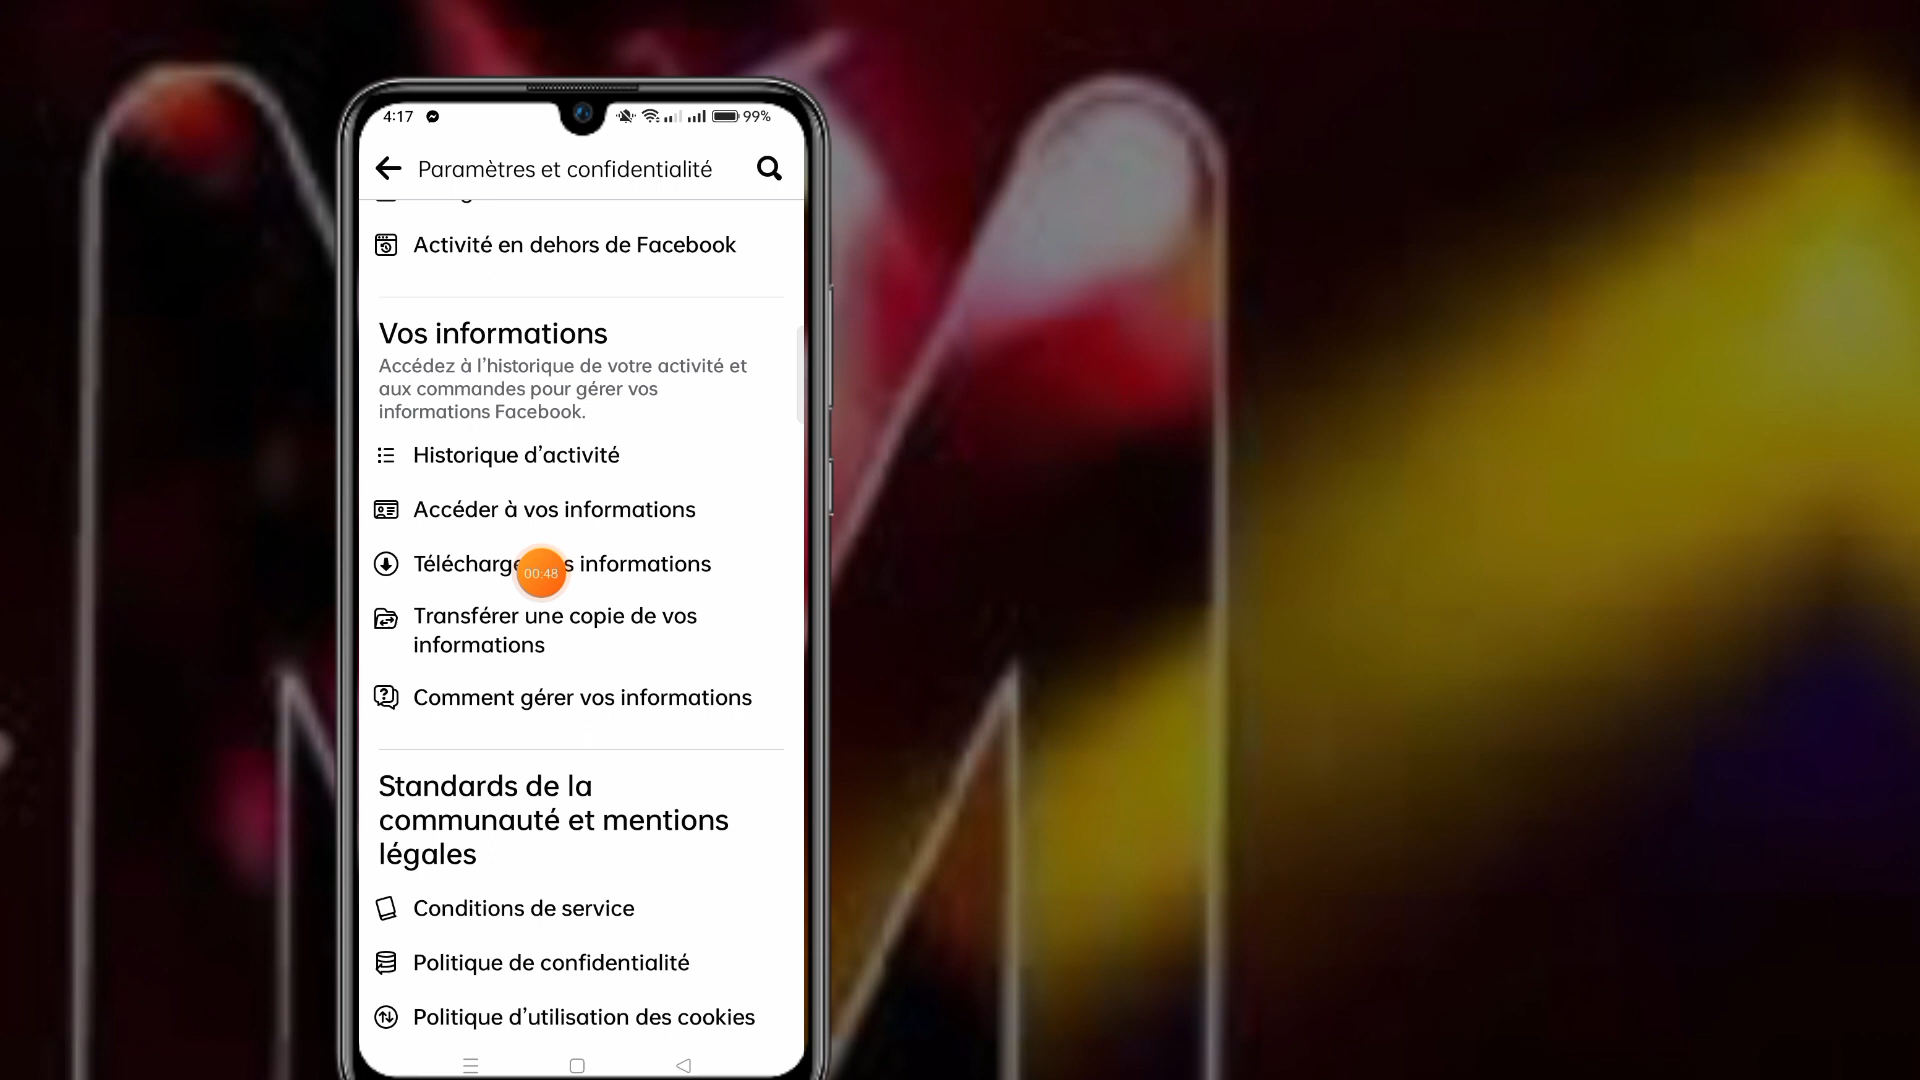 4:17
99%
Paramètres et confidentialité
Activité en dehors de Facebook
Vos informations
Accédez à l’historique de votre activité et
aux commandes pour gérer vos
informations Facebook.
Historique d’activité
Accéder à vos informations
informations
00:48
Transférer une copie de vos
informations
Comment gérer vos informations
Standards de la
communauté et mentions
légales
Conditions de service
Politique de confidentialité
Politique d’utilisation des cookies